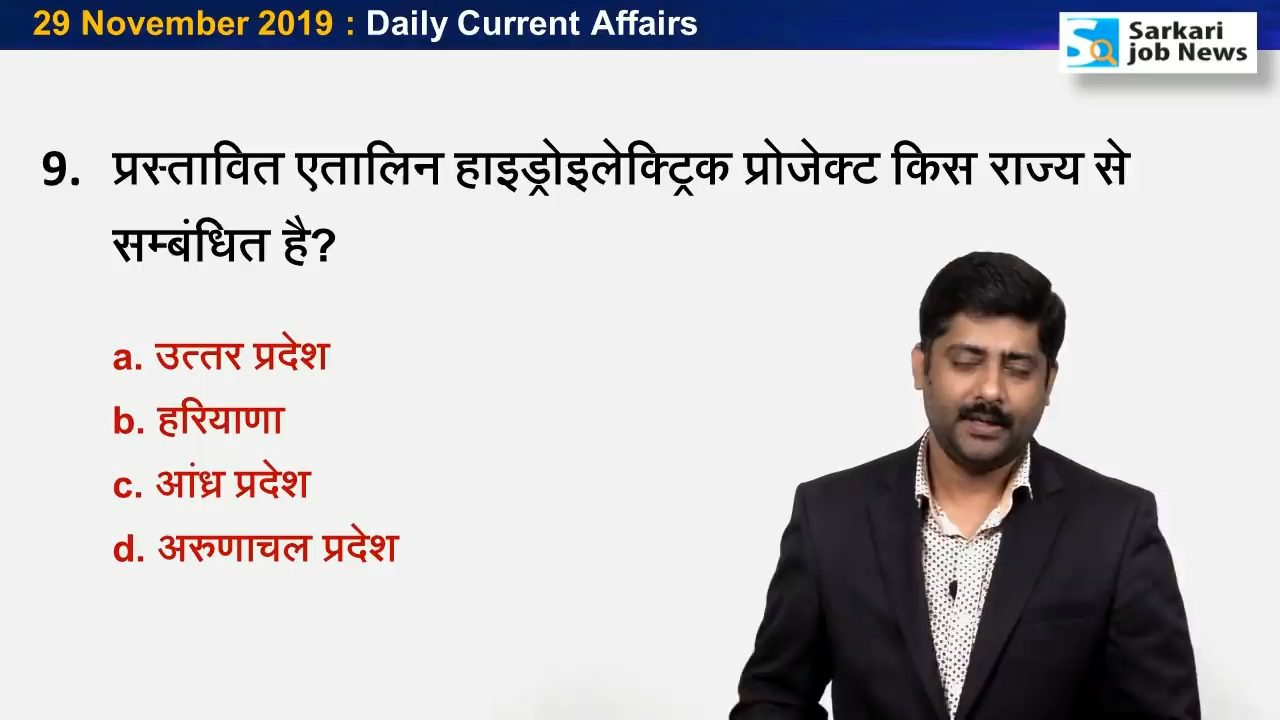 29 November 2019 : Daily Current Affairs
Sarkari
job News
9. प्रस्तावित एतालिन हाइड्रोइलेक्ट्रिक प्रोजेक्ट किस राज्य से
सम्बंधित है?
a. उत्तर प्रदेश
b. हरियाणा
c. आंध्र प्रदेश
d. अरुणाचल प्रदेश